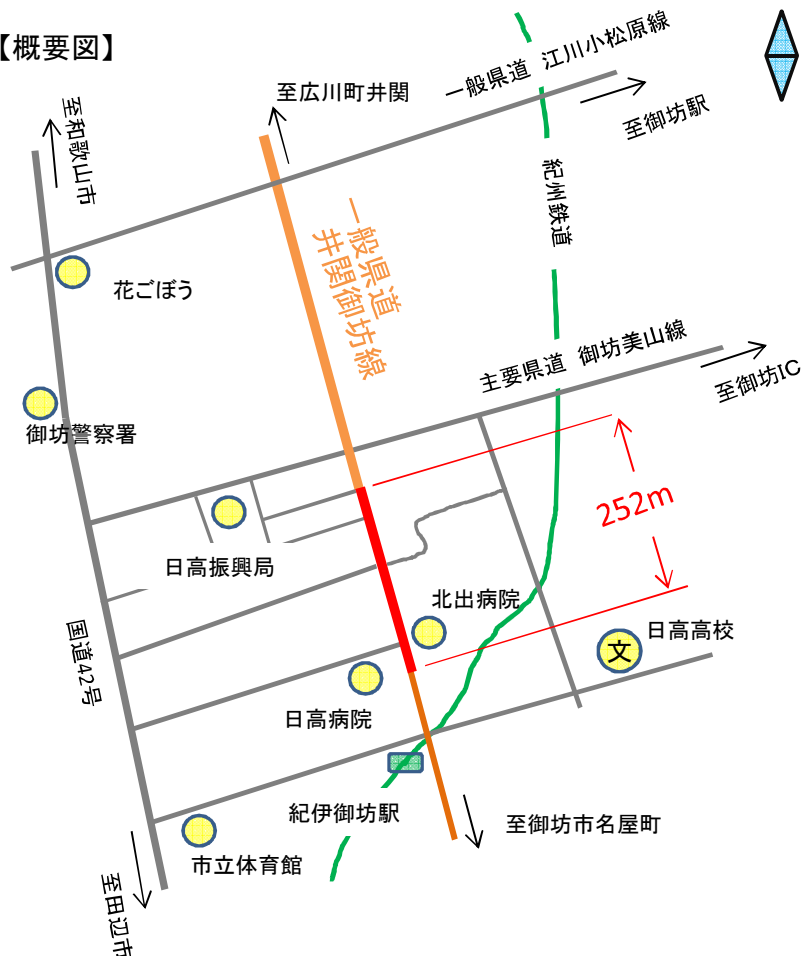 【概要図】
一般県道 江川小松原線
至広川町井関
至和歌山市
至御坊駅
紀州鉄道
一般県道
井関御坊線
花ごぼう
主要県道 御坊美山線
至御坊IC
御坊警察署
252m
日高振興局
北出病院
日高高校
文
国道42号
日高病院
紀伊御坊駅
至御坊市名屋町
市立体育館
至田辺市